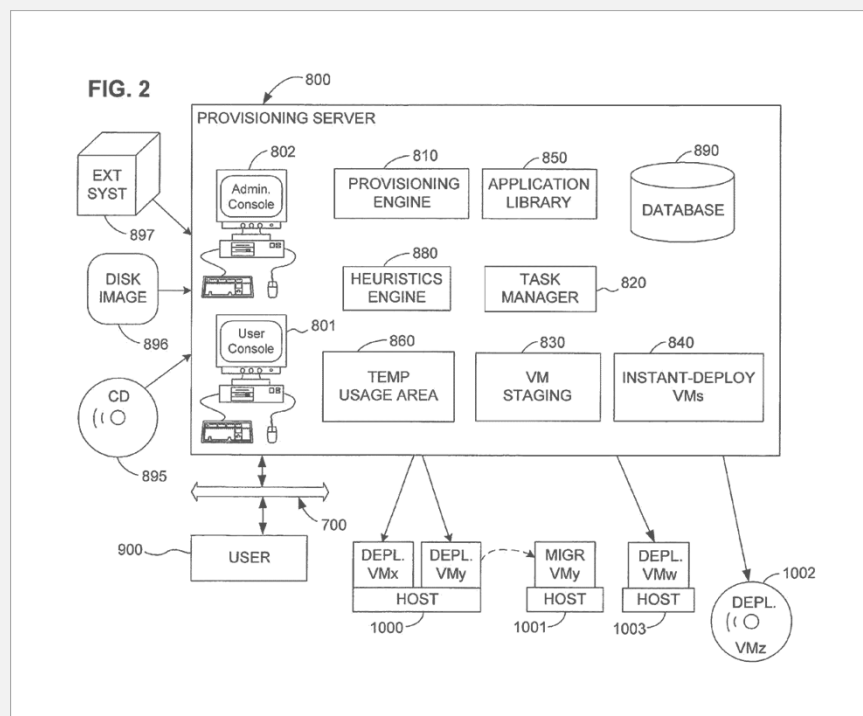 FIG. 2
800
PROVISIONING SERVER
802
810
850
890
EXT
SYST
Admin.
Console
PROVISIONING
ENGINE
APPLICATION
LIBRARY
DATABASE
897
880
DISK
IMAGE
HEURISTICS
ENGINE
TASK
MANAGER
820
896
801
User
Console
860
830
840
CD
TEMP
USAGE AREA
VM
STAGING
INSTANT-DEPLOY
VMs
895
700
900
USER
DEPL.
VMx
DEPL.
VMy
MIGR
VMy
DEPL.
VMw
1002
HOST
HOST
HOST
DEPL.
VMz
1000
1001
1003